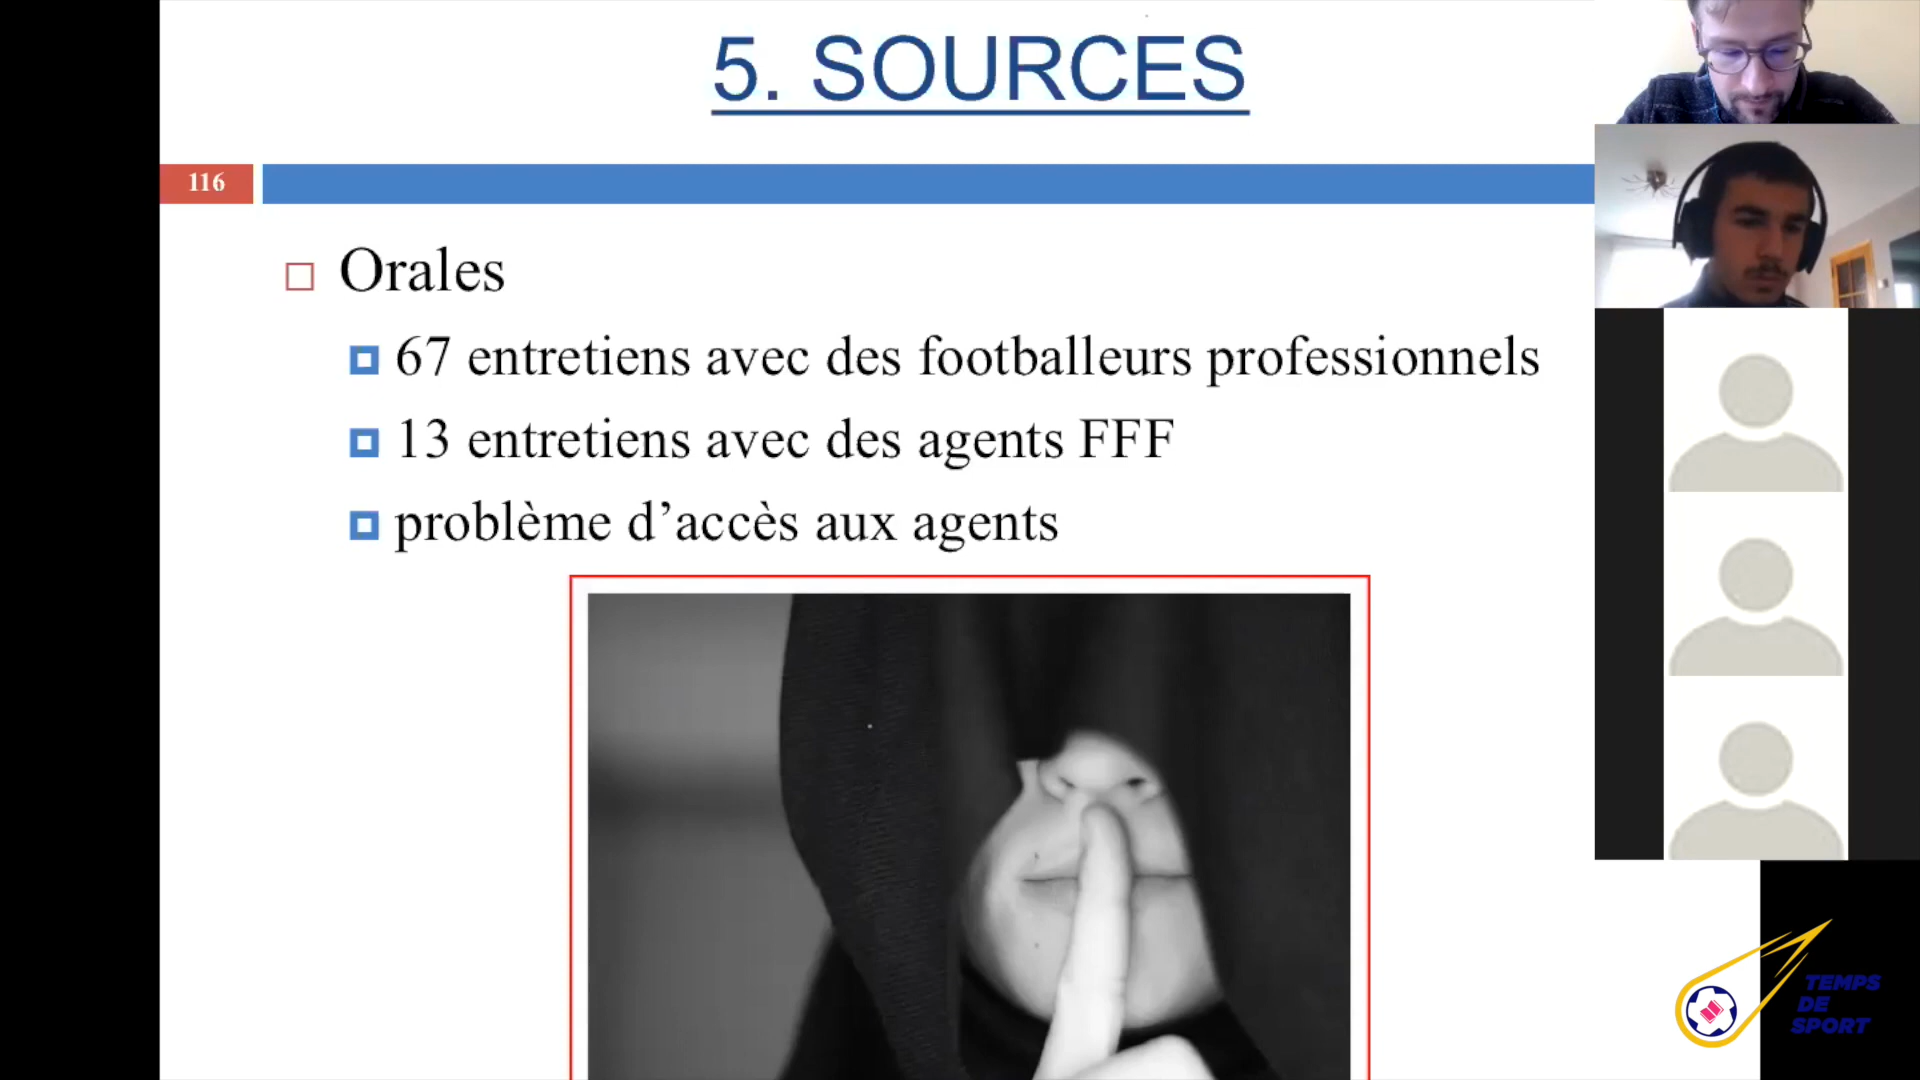 5. SOURCES
116
Orales
67 entretiens avec des footballeurs professionnels
13 entretiens avec des agents FFF
problème d’accès aux agents
TEMPS
DE
SPORT